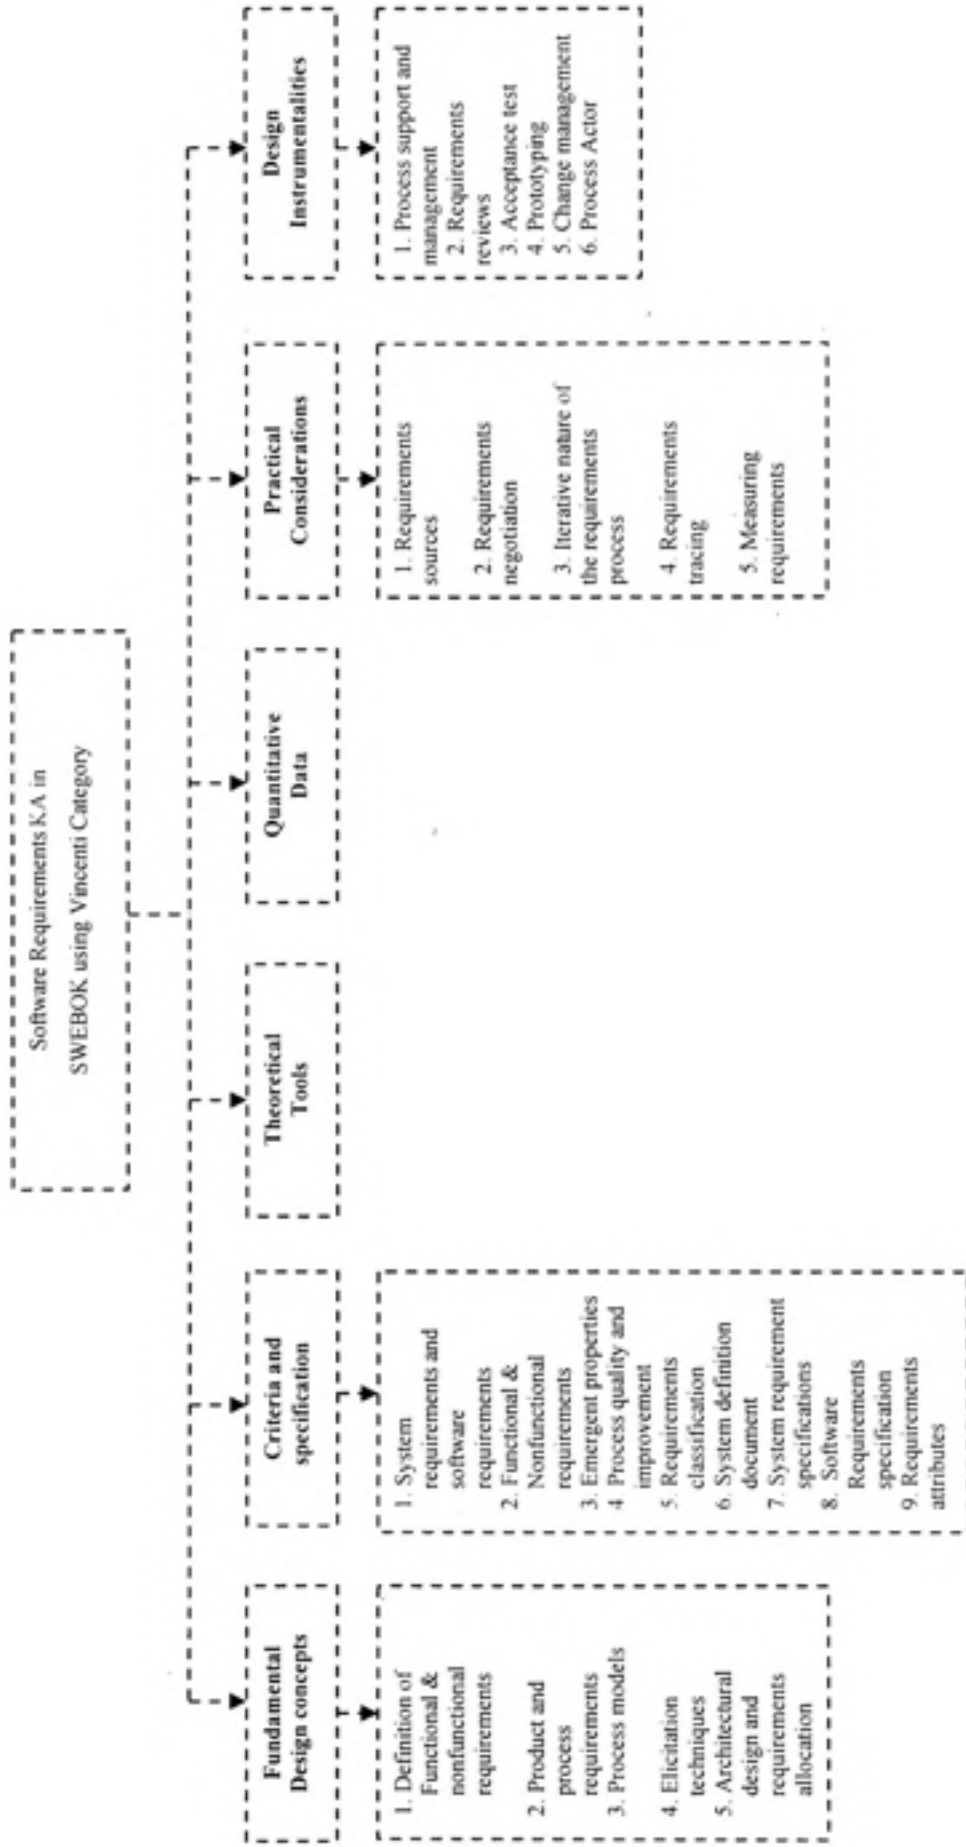 Software Requirements KA in
SWEBOK using Vincenti Category
Fundamental
Design concepts
1. Definition of
Functional &
nonfunctional
requirements
2. Product and
process
requirements
3. Process models
4. Elicitation
techniques
5. Architectural
design and
requirements
allocation
Criteria and
specification
1. System
requirements and
software
requirements
2. Functional &
Nonfunctional
requirements
3. Emergent properties
4. Process quality and
improvement
5. Requirements
classification
6. System definition
document
7. System requirement
specifications
8. Software
Requirements
specification
9. Requirements
attributes
Theoretical
Tools
Quantitative
Data
Practical
Considerations
1. Requirements
sources
2. Requirements
negotiation
3. Iterative nature of
the requirements
process
4. Requirements
tracing
5. Measuring
requirements
Design
Instrumentalities
1. Process support and
management
2. Requirements
reviews
3. Acceptance test
4. Prototyping
5. Change management
6. Process Actor